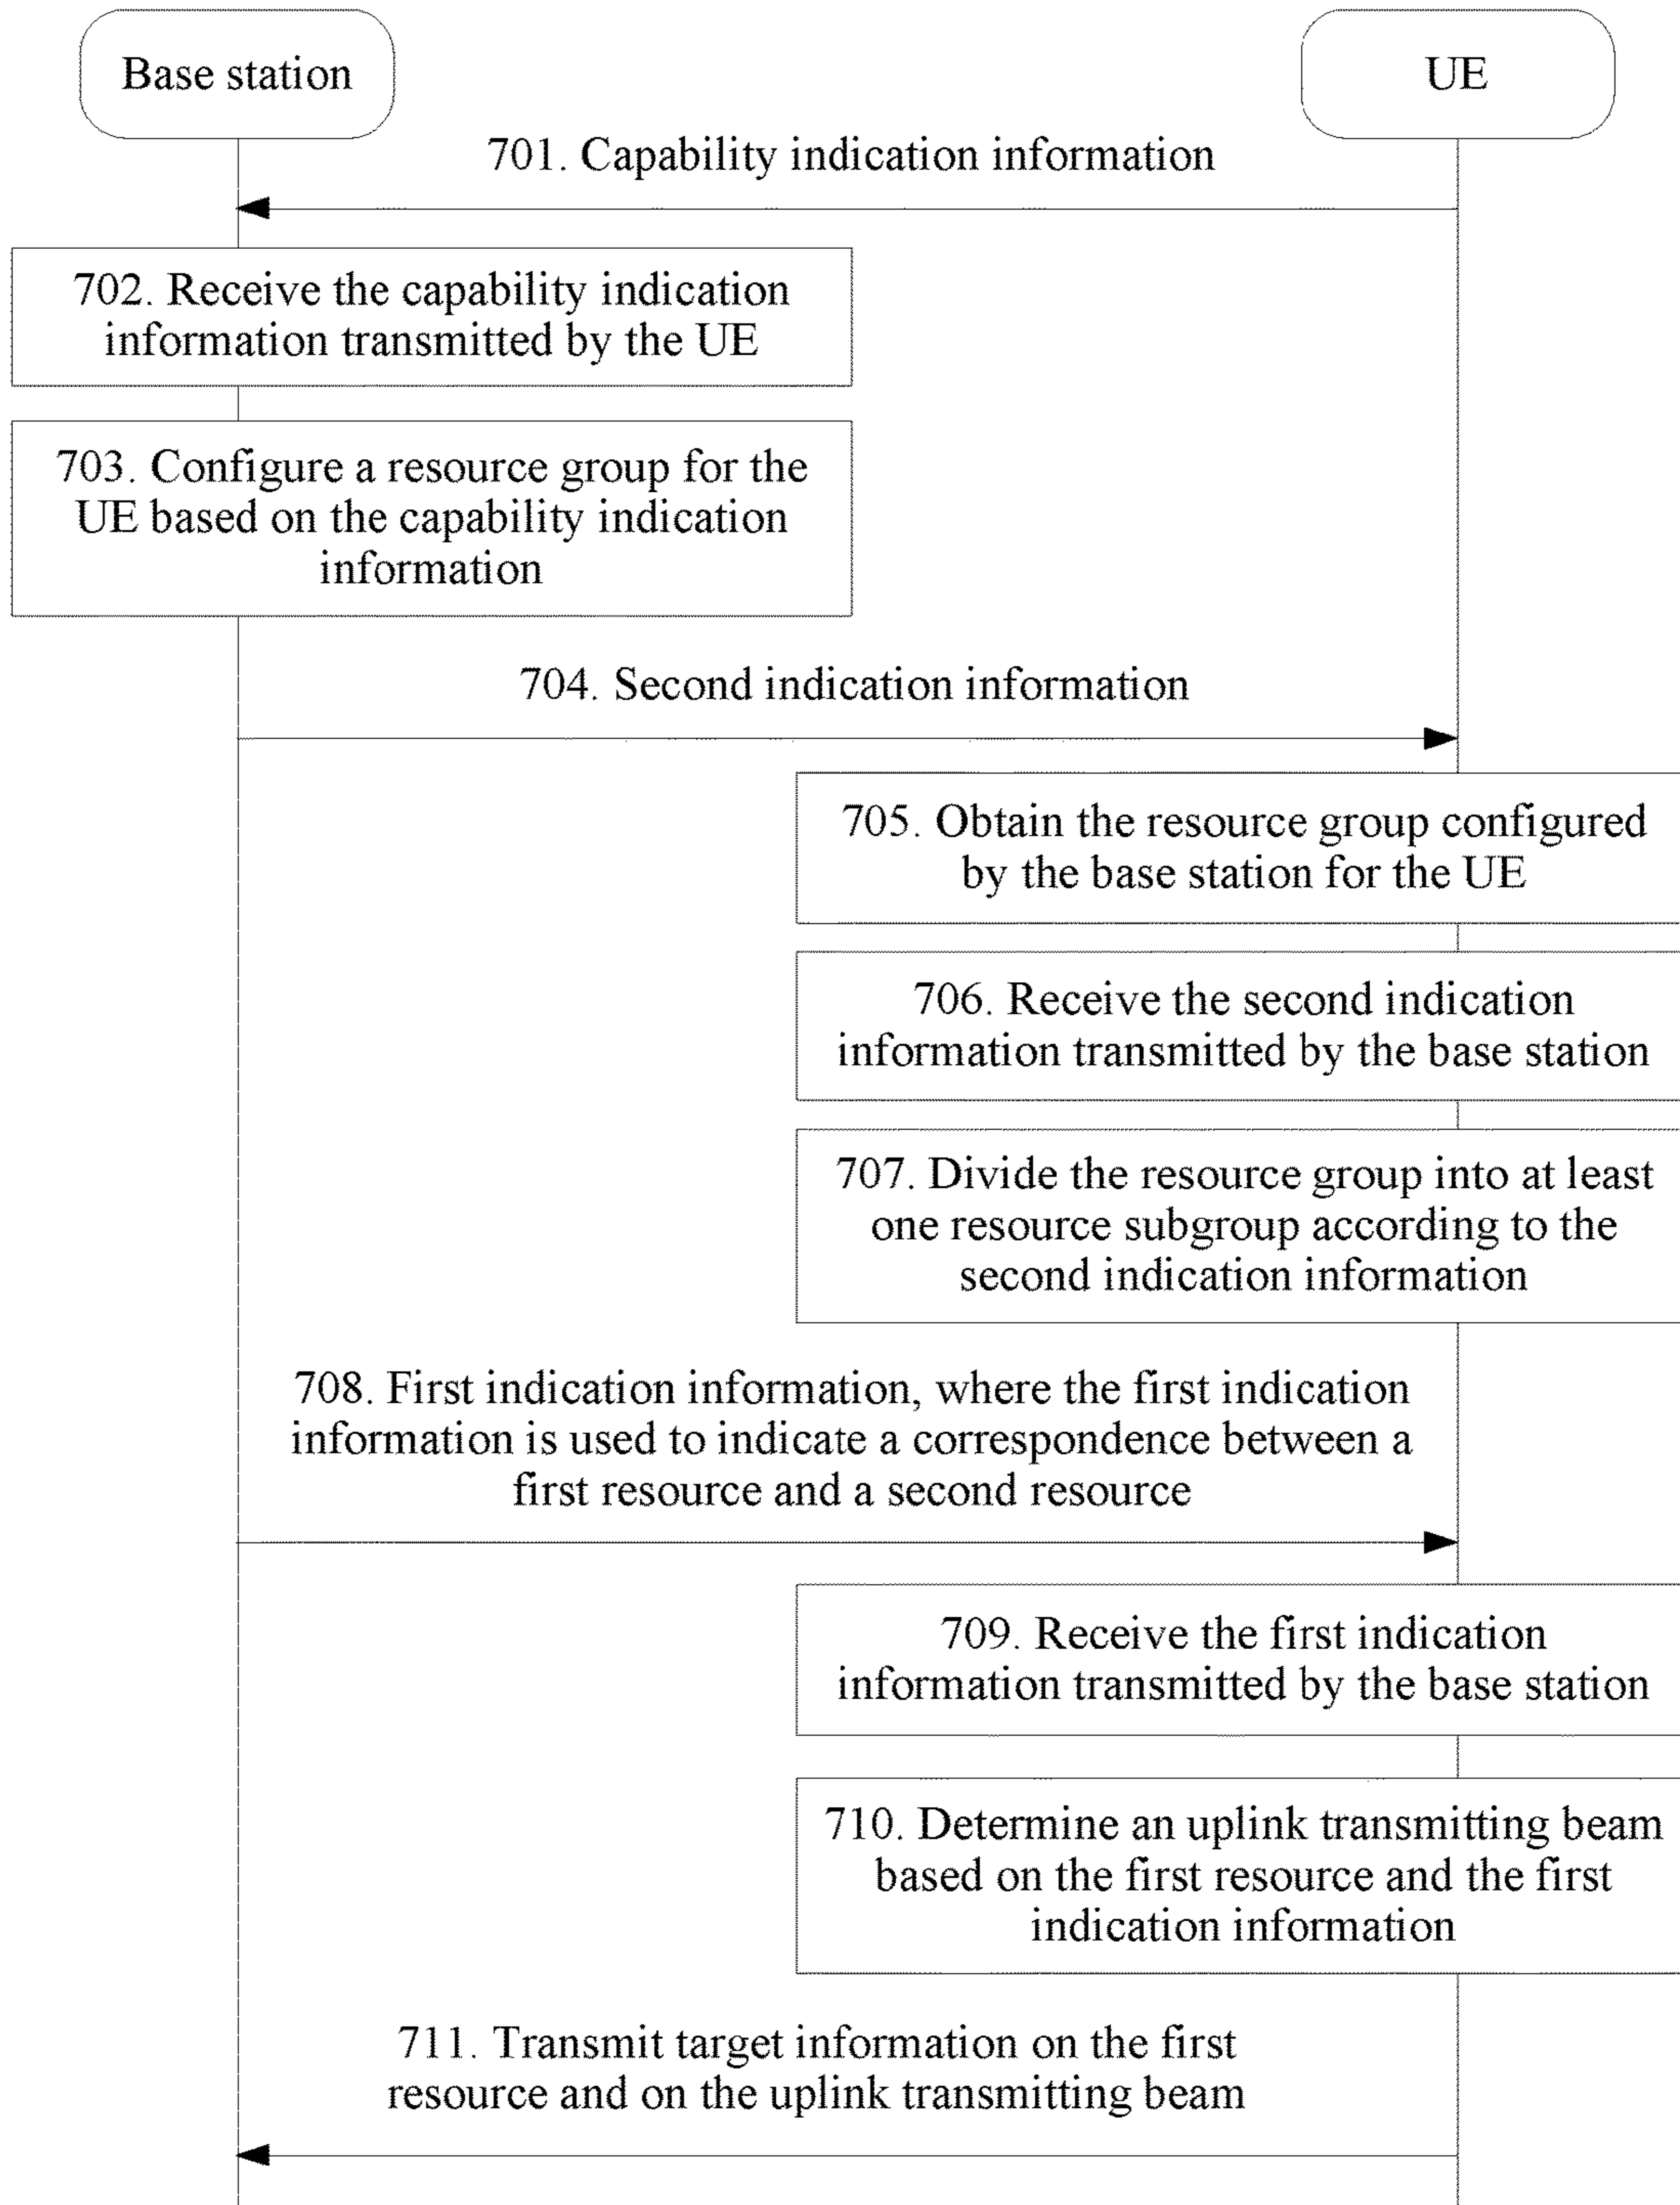 Base station
UE
701. Capability indication information
702. Receive the capability indication
information transmitted by the UE
703. Configure a resource group for the
UE based on the capability indication
information
704. Second indication information
705. Obtain the resource group configured
by the base station for the UE
706. Receive the second indication
information transmitted by the base station
707. Divide the resource group into at least
one resource subgroup according to the
second indication information
708. First indication information, where the first indication
information is used to indicate a correspondence between a
first resource and a second resource
709. Receive the first indication
information transmitted by the base station
710. Determine an uplink transmitting beam
based on the first resource and the first
indication information
711. Transmit target information on the first
resource and on the uplink transmitting beam